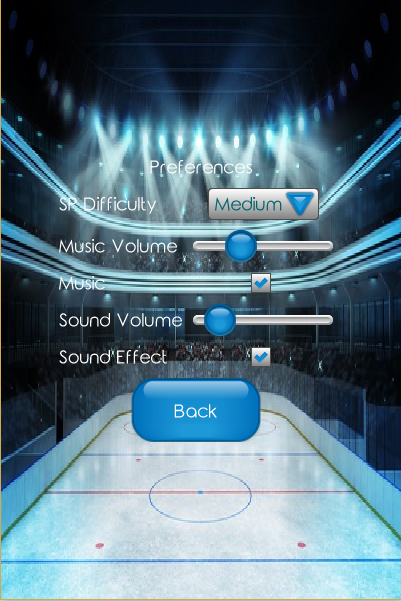 Preferences
SP Difficulty Medium
Music Volume
Music
Sound Volume
Sound Effect
Back